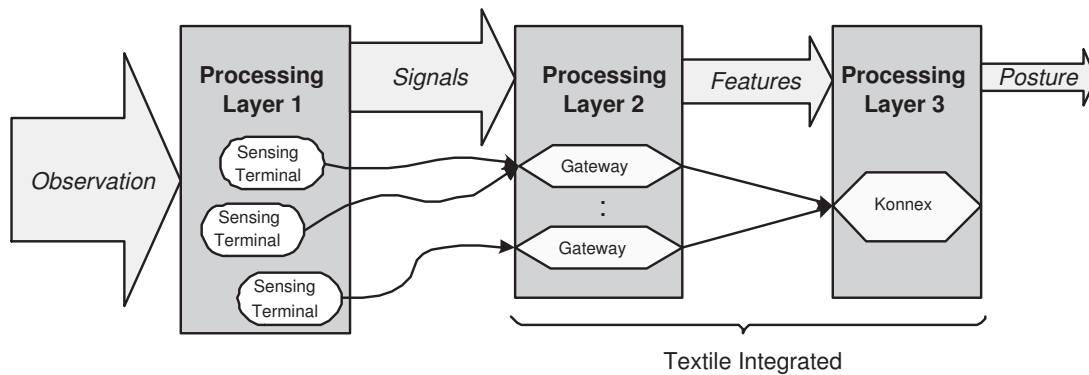 Observation
Processing
Layer 1
Sensing
Terminal
Sensing
Terminal
Sensing
Terminal
Signals
Processing
Layer 2
Gateway
:
Gateway
Features
Processing
Layer 3
Konnex
Posture
Textile Integrated